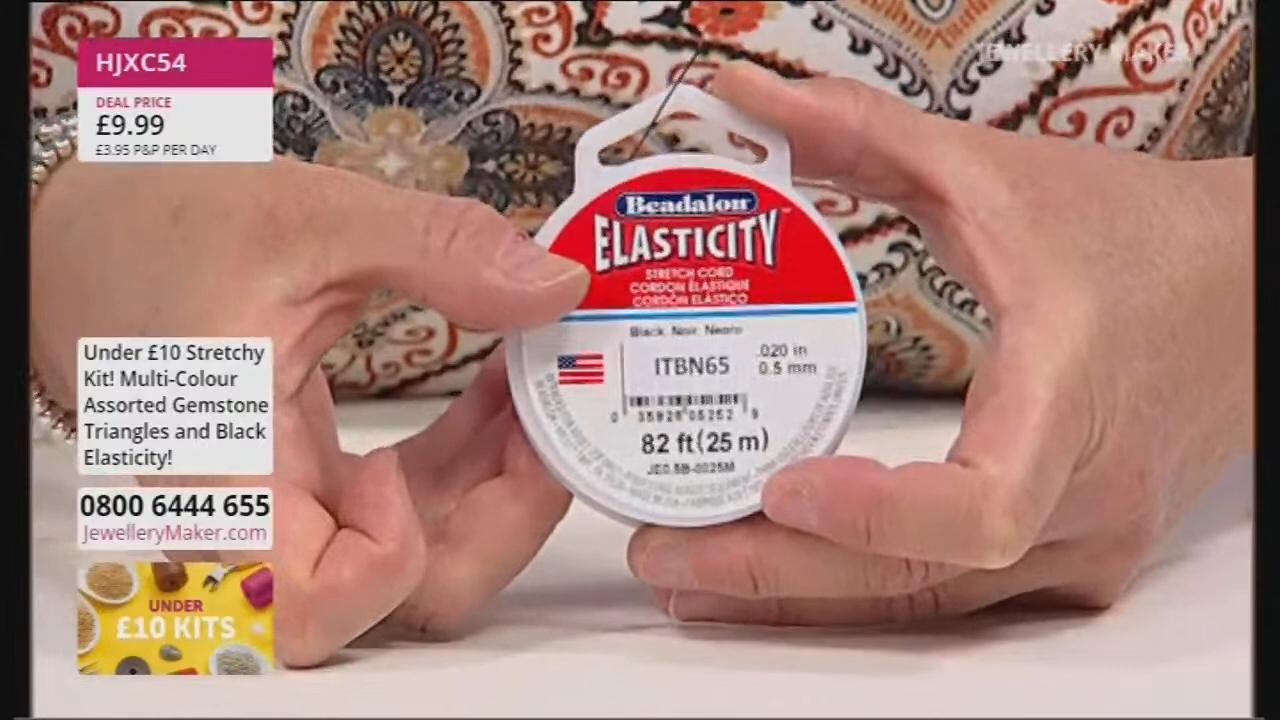 HJXC54
DEAL PRICE
£9.99
£3.95 P&P PER DAY
JEWELLERY MAKER
Beadalon
ELASTICITY
STRETCH CORD
CORDON ÉLASTIQUE
CORDÓN ELÁSTICO
Black Noir Negro
ITBN65
.020 in
0.5 mm
82 ft (25 m)
Under £10 Stretchy
Kit! Multi-Colour
Assorted Gemstone
Triangles and Black
Elasticity!
0800 6444 655
JewelleryMaker.com
UNDER
£10 KITS